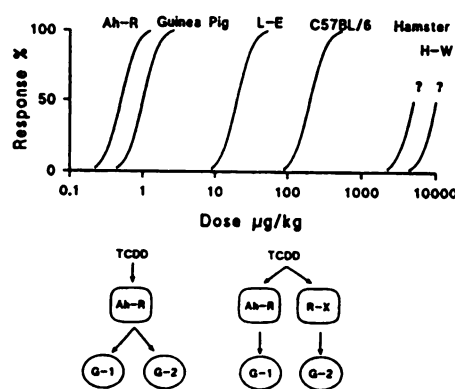 Ah-R Guinea Pig L-E C57BL/6 Hamster
H-W
? ?
Response %
100
50
0
0.1 1 10 100 1000 10000
Dose µg/kg
TCDD TCDD
Ah-R Ah-R R-X
G-1 G-2 G-1 G-2